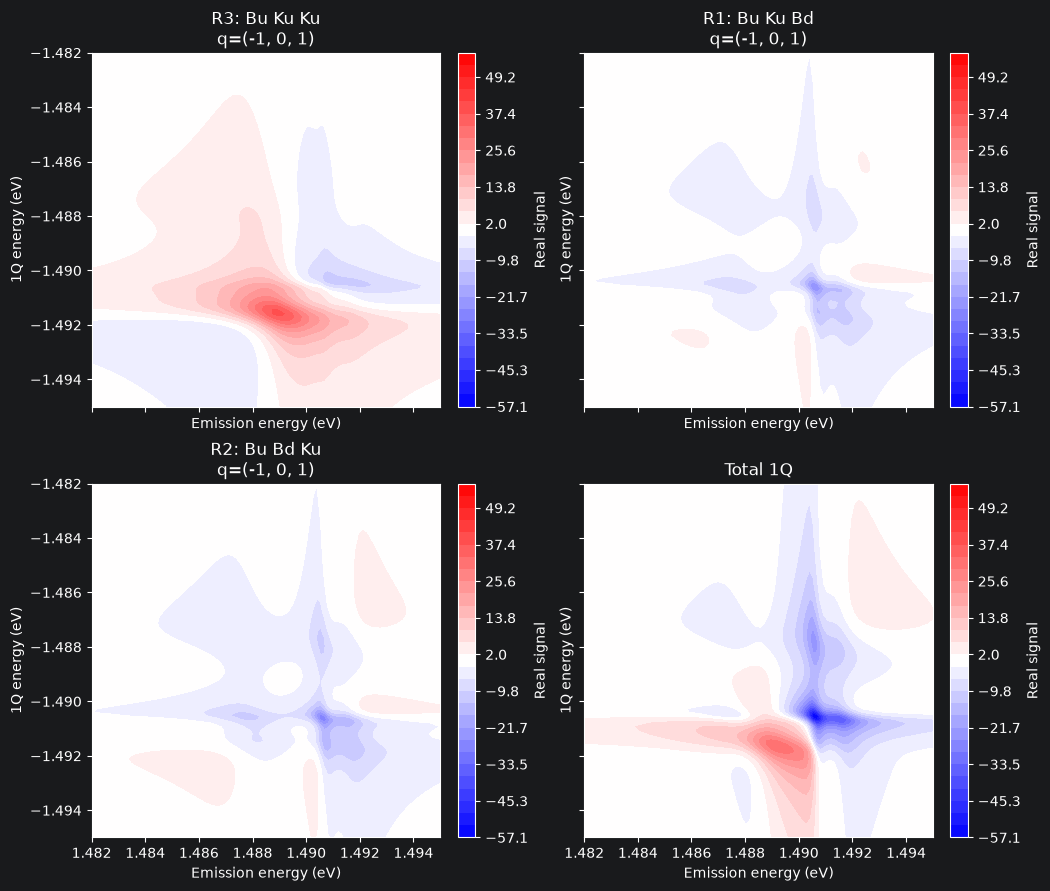 R3: Bu Ku Ku
q=(-1, 0, 1)
R1: Bu Ku Bd
q=(-1, 0, 1)
−1.482
−1.484
−1.486
−1.488
−1.490
−1.492
−1.494
1Q energy (eV)
Emission energy (eV)
49.2
37.4
25.6
13.8
2.0
−9.8
−21.7
−33.5
−45.3
−57.1
Real signal
1Q energy (eV)
Emission energy (eV)
49.2
37.4
25.6
13.8
2.0
−9.8
−21.7
−33.5
−45.3
−57.1
Real signal
R2: Bu Bd Ku
q=(-1, 0, 1)
Total 1Q
−1.482
−1.484
−1.486
−1.488
−1.490
−1.492
−1.494
1Q energy (eV)
1.482 1.484 1.486 1.488 1.490 1.492 1.494
Emission energy (eV)
49.2
37.4
25.6
13.8
2.0
−9.8
−21.7
−33.5
−45.3
−57.1
Real signal
1Q energy (eV)
1.482 1.484 1.486 1.488 1.490 1.492 1.494
Emission energy (eV)
49.2
37.4
25.6
13.8
2.0
−9.8
−21.7
−33.5
−45.3
−57.1
Real signal